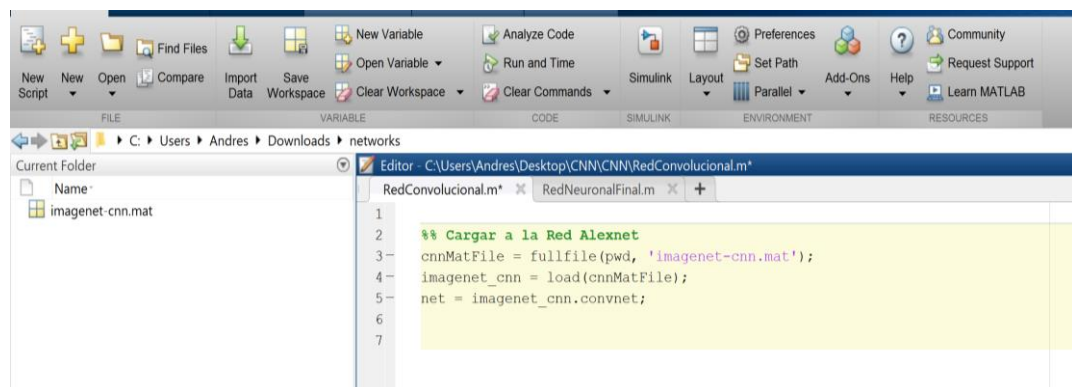 New Script
New
Open
Find Files
Compare
Import Data
Save Workspace
New Variable
Open Variable
Clear Workspace
Analyze Code
Run and Time
Clear Commands
Simulink
Layout
Preferences
Set Path
Parallel
Add-Ons
Help
Community
Request Support
Learn MATLAB
FILE
VARIABLE
CODE
SIMULINK
ENVIRONMENT
RESOURCES
C: Users Andres Downloads networks
Current Folder
Name
imagenet-cnn.mat
Editor - C:\Users\Andres\Desktop\CNN\CNN\RedConvolucional.m*
RedConvolucional.m* RedNeuronalFinal.m
1
2 %% Cargar a la Red Alexnet
3 cnnMatFile = fullfile(pwd, 'imagenet-cnn.mat');
4 imagenet_cnn = load(cnnMatFile);
5 net = imagenet_cnn.convnet;
6
7